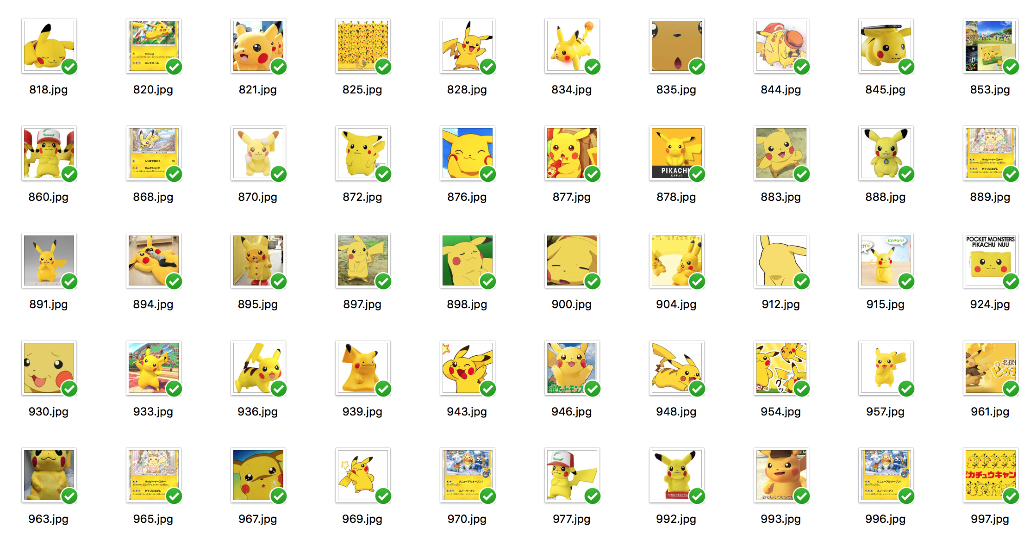 818.jpg 820.jpg 821.jpg 825.jpg 828.jpg 834.jpg 835.jpg 844.jpg 845.jpg 853.jpg
860.jpg 868.jpg 870.jpg 872.jpg 876.jpg 877.jpg 878.jpg 883.jpg 888.jpg 889.jpg
POCKET MONSTERS
PIKACHU NUU
891.jpg 894.jpg 895.jpg 897.jpg 898.jpg 900.jpg 904.jpg 912.jpg 915.jpg 924.jpg
930.jpg 933.jpg 936.jpg 939.jpg 943.jpg 946.jpg 948.jpg 954.jpg 957.jpg 961.jpg
カチュウキャン
963.jpg 965.jpg 967.jpg 969.jpg 970.jpg 977.jpg 992.jpg 993.jpg 996.jpg 997.jpg